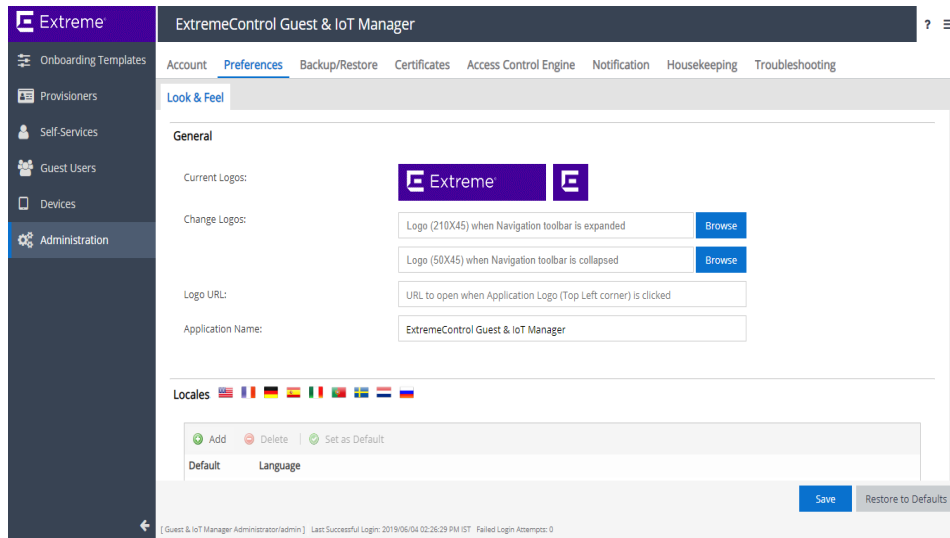 Extreme
ExtremeControl Guest & IoT Manager
?
Onboarding Templates
Provisioners
Self-Services
Guest Users
Devices
Administration
Account Preferences Backup/Restore Certificates Access Control Engine Notification Housekeeping Troubleshooting
Look & Feel
General
Current Logos:
Extreme
Change Logos:
Logo (210X45) when Navigation toolbar is expanded
Browse
Logo (50X45) when Navigation toolbar is collapsed
Browse
Logo URL:
URL to open when Application Logo (Top Left corner) is clicked
Application Name:
ExtremeControl Guest & IoT Manager
Locales
Add Delete Set as Default
Default Language
Save Restore to Defaults
[ Guest & IoT Manager Administrator/admin ] Last Successful Login: 2019/06/04 02:26:29 PM IST Failed Login Attempts: 0